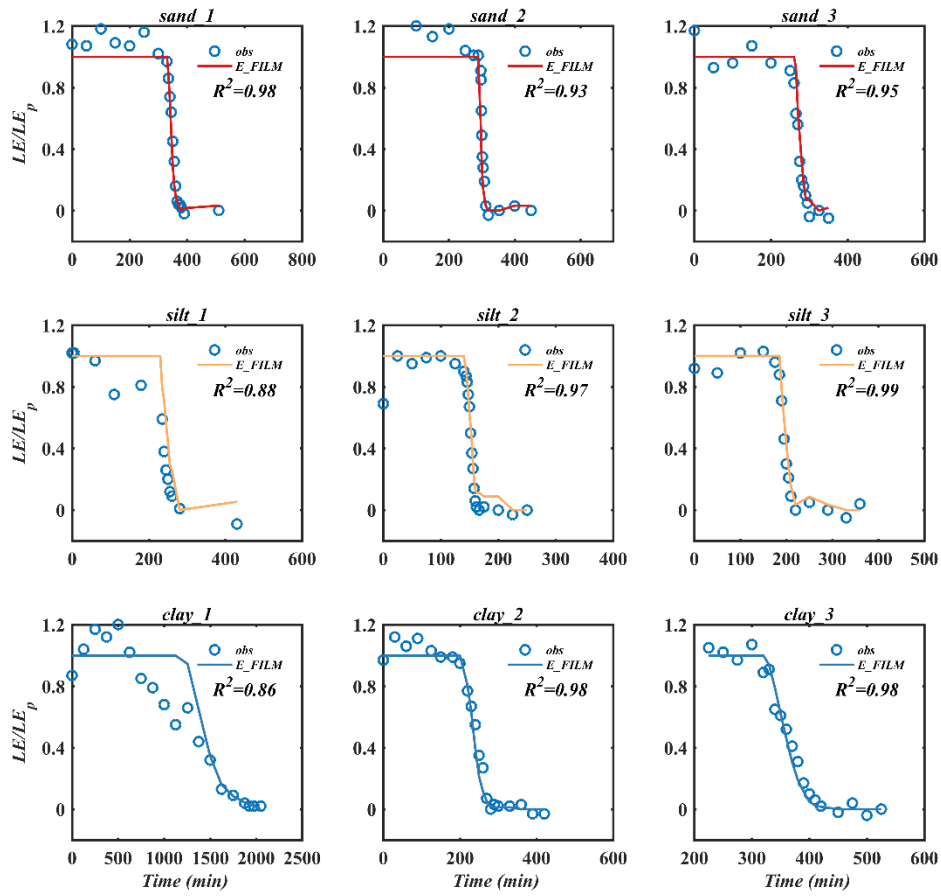 sand_1
sand_2
sand_3
LE/LE_p
1.2
0.8
0.4
0
obs
E_FILM
R²=0.98
0 200 400 600 800
1.2
0.8
0.4
0
obs
E_FILM
R²=0.93
0 200 400 600
1.2
0.8
0.4
0
obs
E_FILM
R²=0.95
0 200 400 600
silt_1
silt_2
silt_3
LE/LE_p
1.2
0.8
0.4
0
obs
E_FILM
R²=0.88
0 200 400 600
1.2
0.8
0.4
0
obs
E_FILM
R²=0.97
0 100 200 300 400
1.2
0.8
0.4
0
obs
E_FILM
R²=0.99
0 100 200 300 400 500
clay_1
clay_2
clay_3
LE/LE_p
1.2
0.8
0.4
0
obs
E_FILM
R²=0.86
0 500 1000 1500 2000 2500
Time (min)
1.2
0.8
0.4
0
obs
E_FILM
R²=0.98
0 200 400 600
Time (min)
1.2
0.8
0.4
0
obs
E_FILM
R²=0.98
200 300 400 500 600
Time (min)